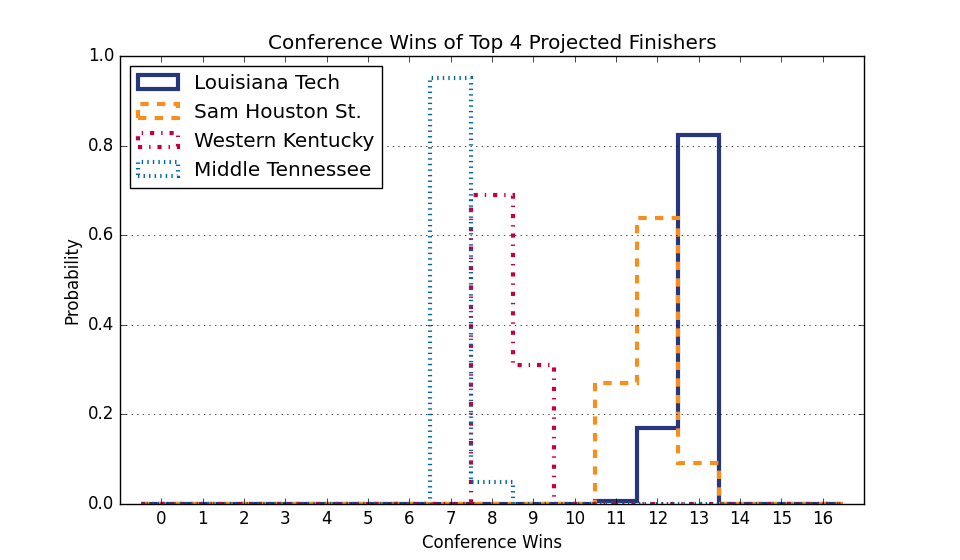 Conference Wins of Top 4 Projected Finishers
1.0
0.8
0.6
0.4
0.2
0.0
Probability
Louisiana Tech
Sam Houston St.
Western Kentucky
Middle Tennessee
0 1 2 3 4 5 6 7 8 9 10 11 12 13 14 15 16
Conference Wins